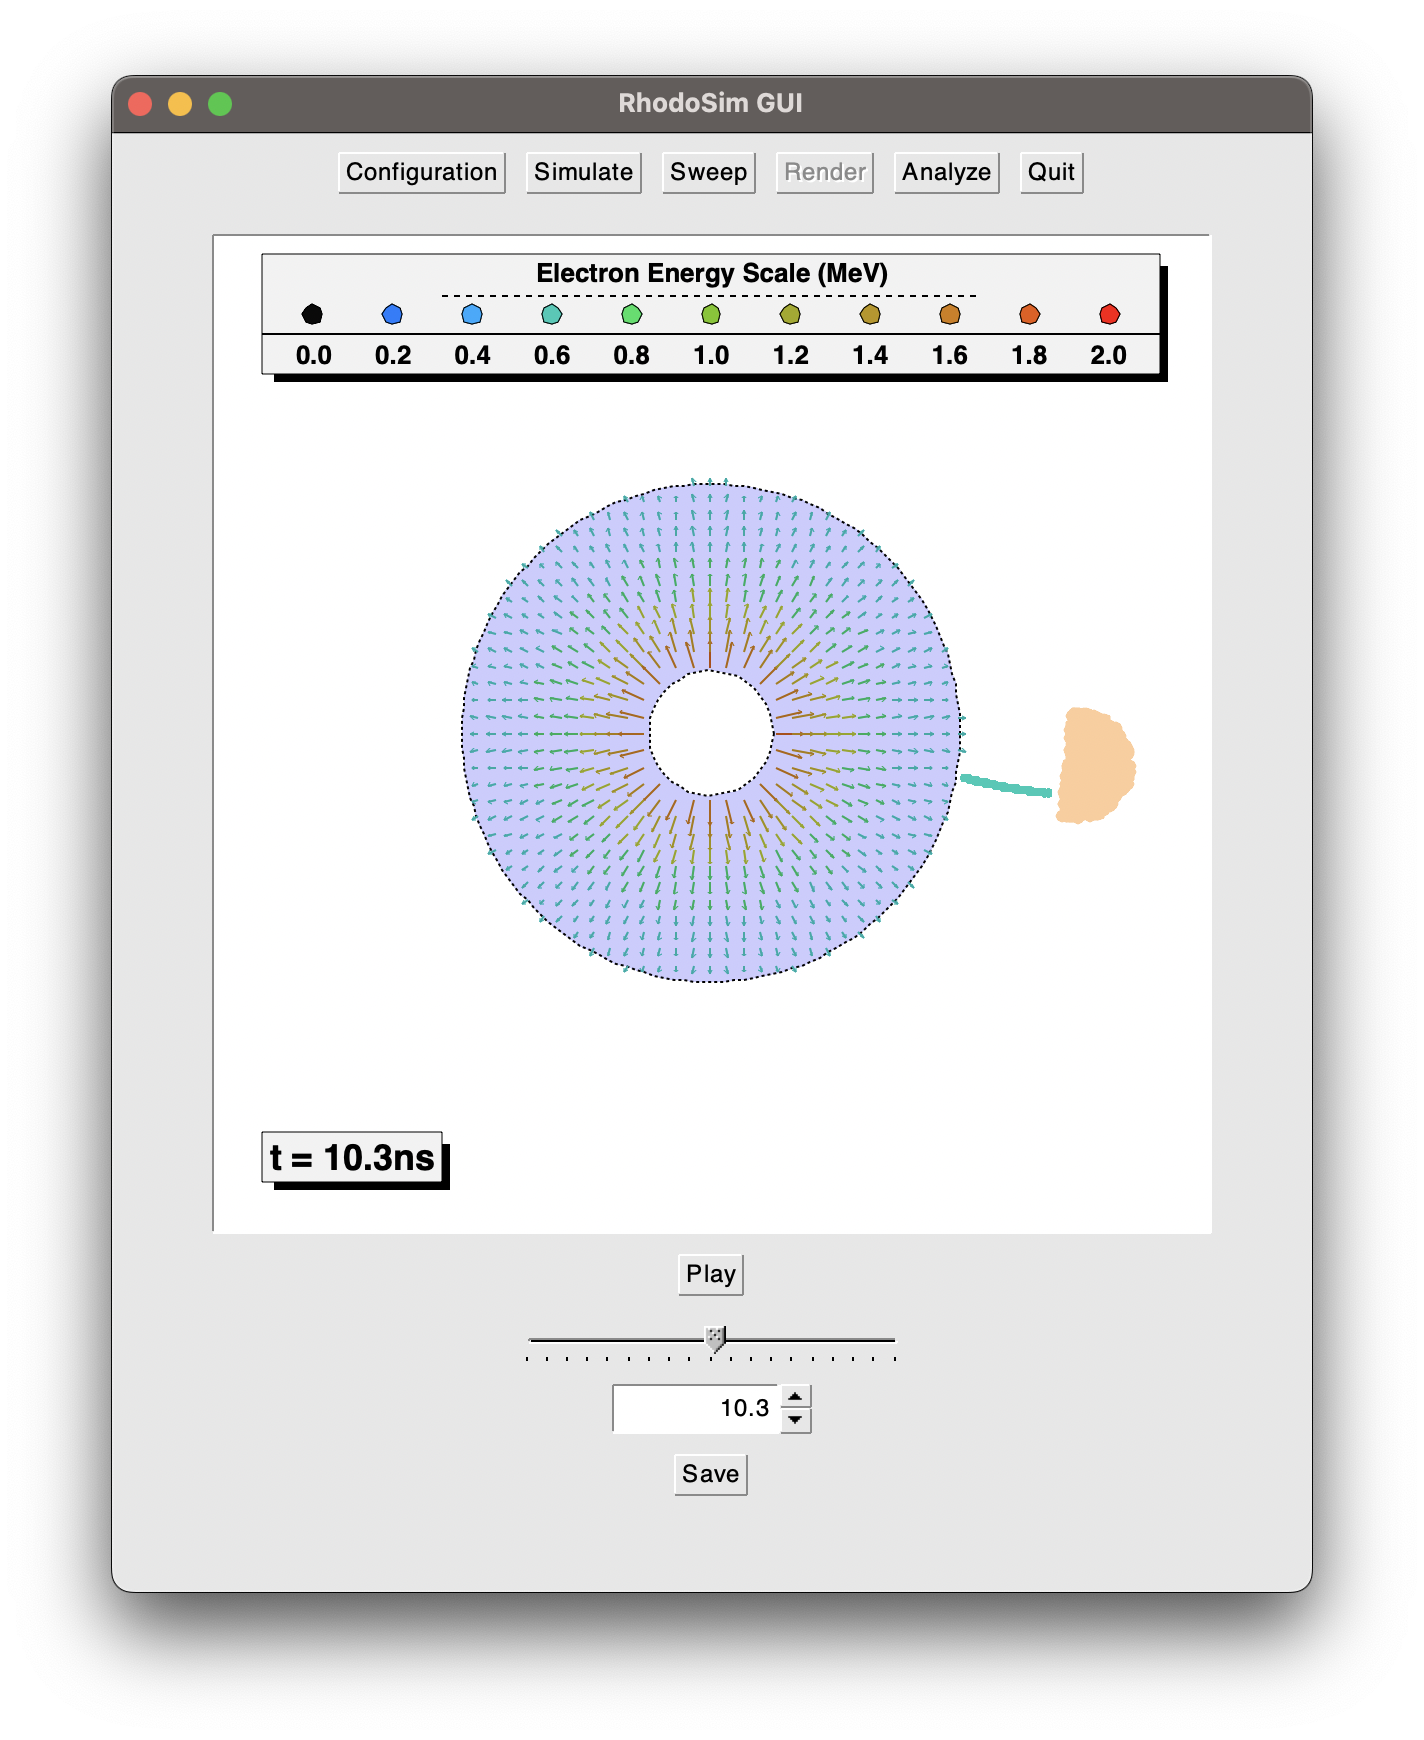 RhodoSim GUI
Configuration Simulate Sweep Render Analyze Quit
Electron Energy Scale (MeV)
0.0 0.2 0.4 0.6 0.8 1.0 1.2 1.4 1.6 1.8 2.0
t = 10.3ns
Play
10.3
Save